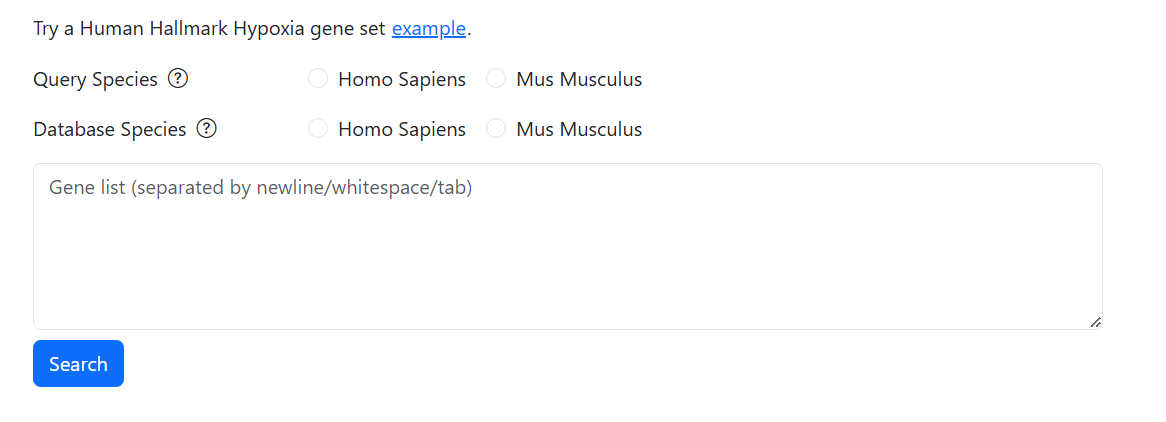 Try a Human Hallmark Hypoxia gene set example.
Query Species ? Homo Sapiens Mus Musculus
Database Species ? Homo Sapiens Mus Musculus
Gene list (separated by newline/whitespace/tab)
Search